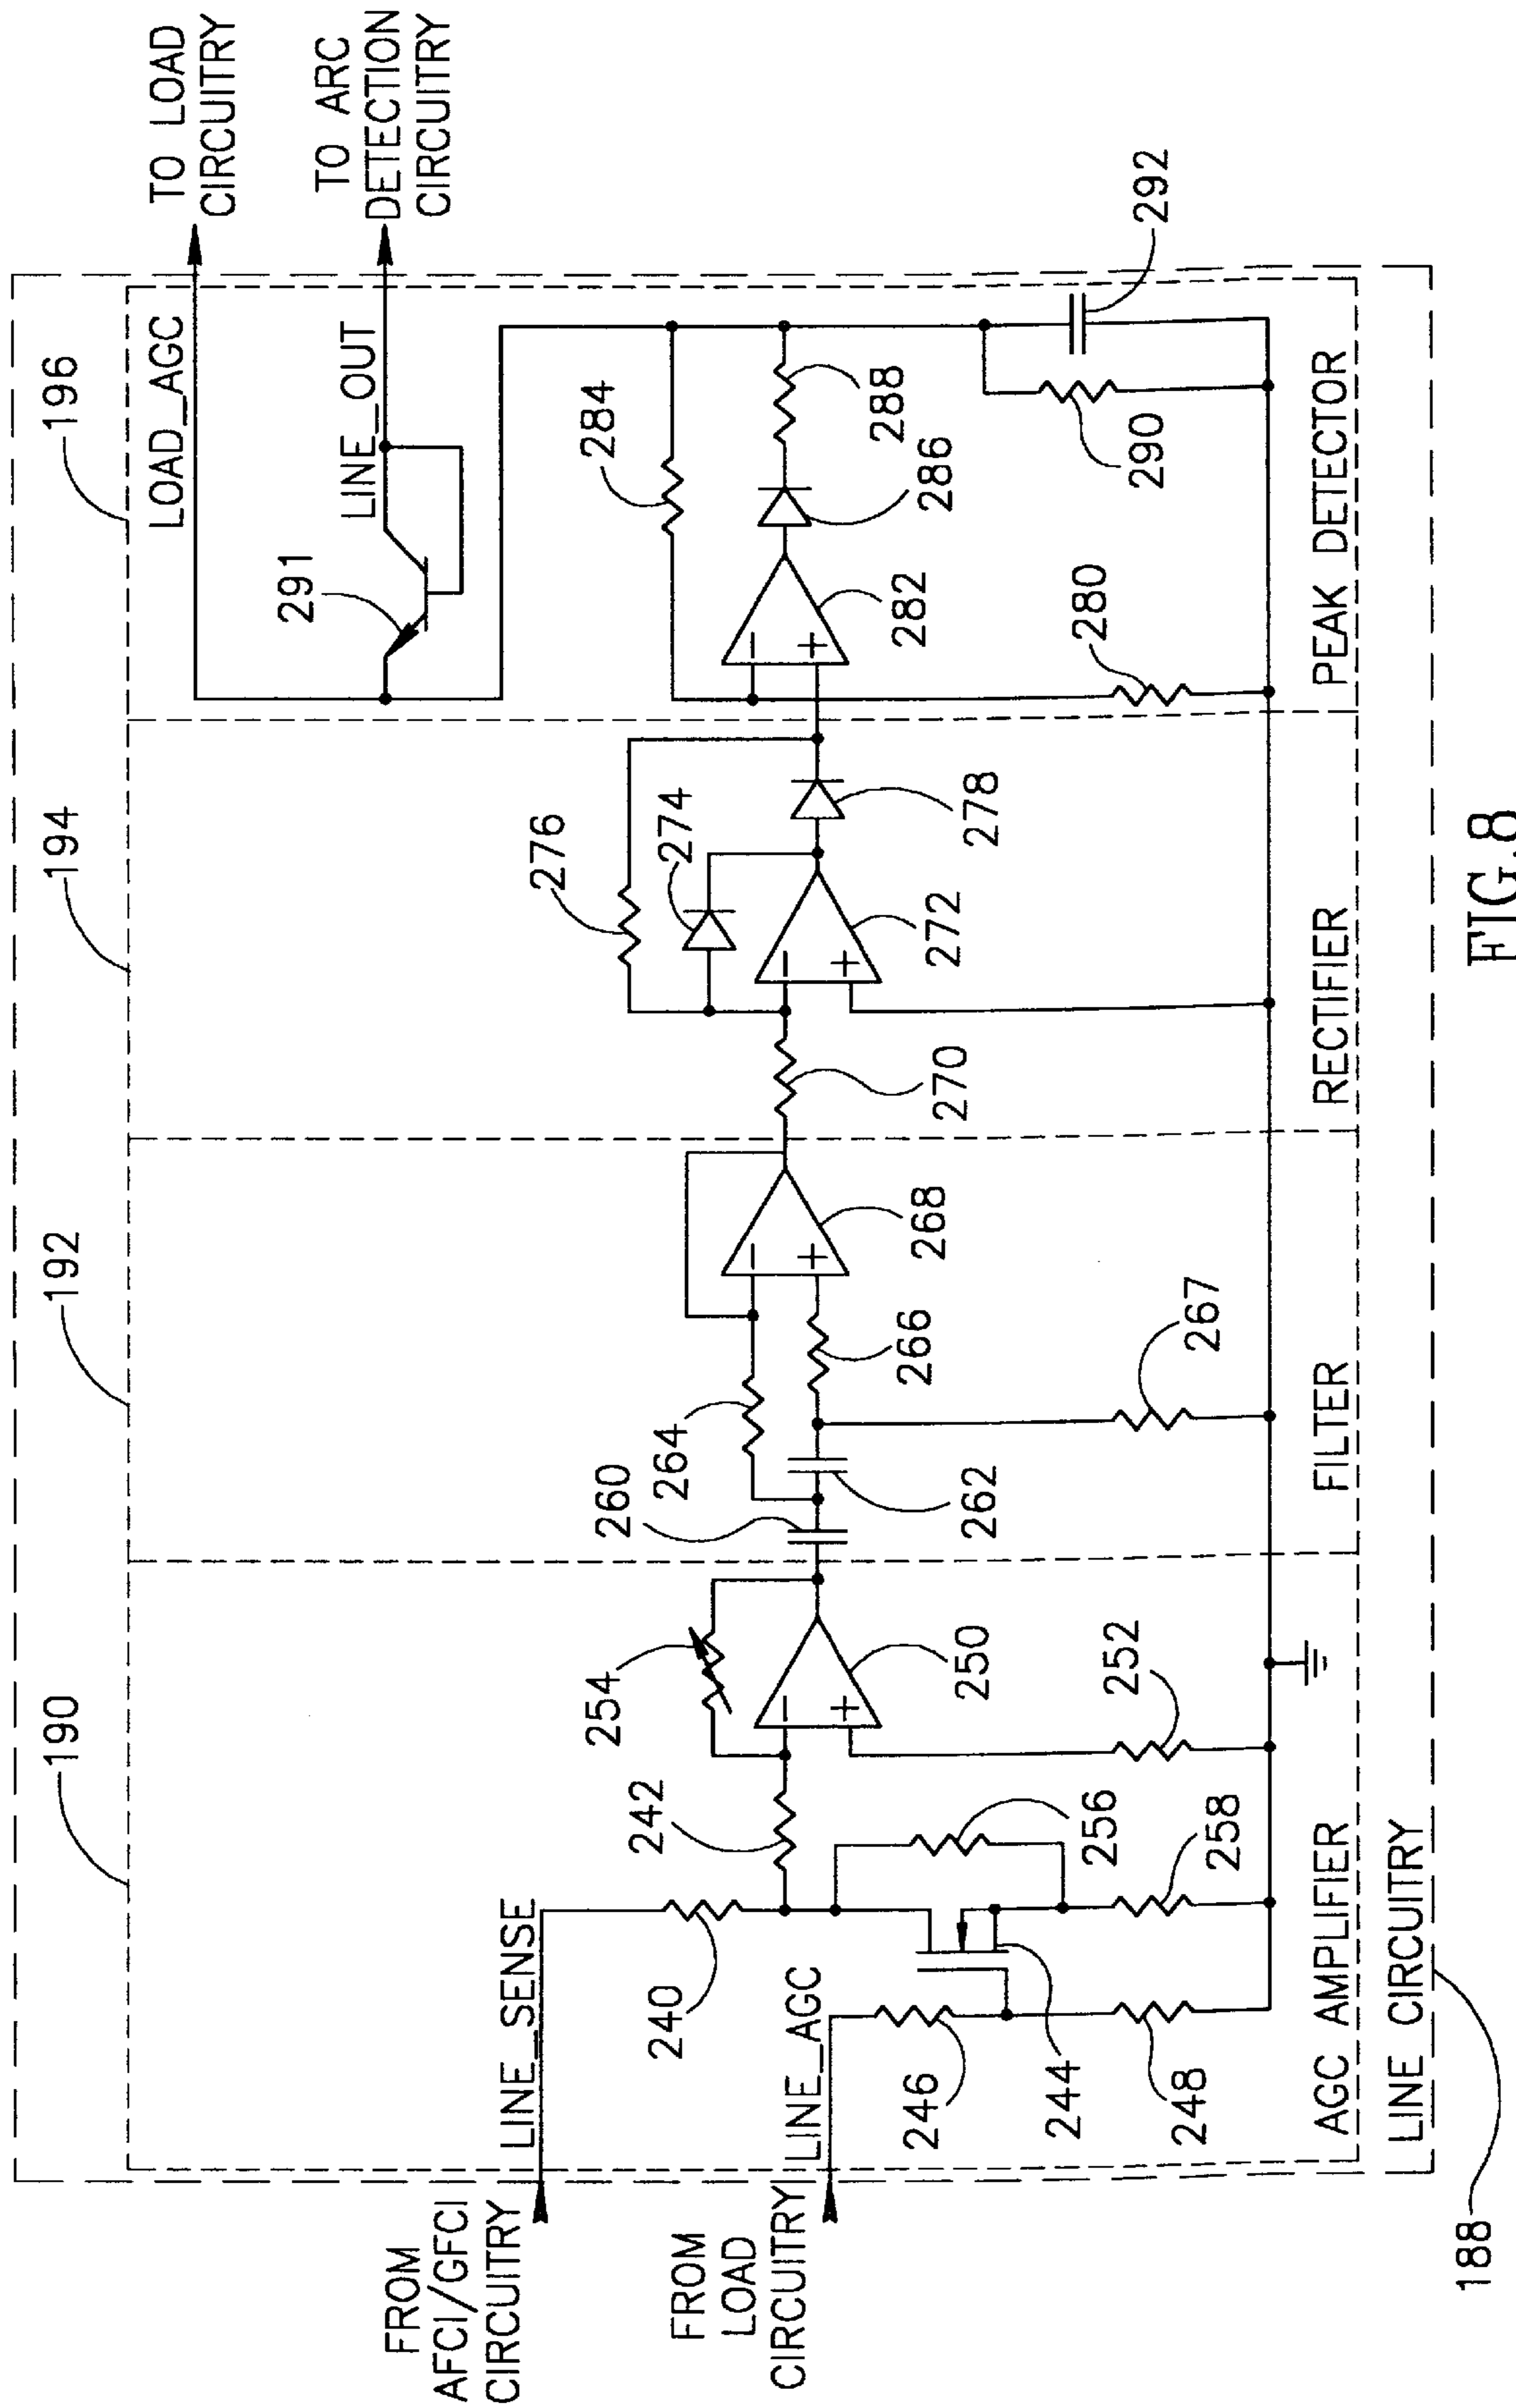 190
192
194
196
LOAD_AGC
TO LOAD
CIRCUITRY
291
LINE_OUT
TO ARC
DETECTION
CIRCUITRY
FROM
AFCI/GFCI
CIRCUITRY
LINE_SENSE
240
242
254
260
264
276
274
284
FROM
LOAD
CIRCUITRY
LINE_AGC
246
244
248
256
258
250
252
262
266
268
267
270
272
278
282
280
286
288
290
292
AGC AMPLIFIER
FILTER
RECTIFIER
PEAK DETECTOR
LINE CIRCUITRY
188
FIG.8